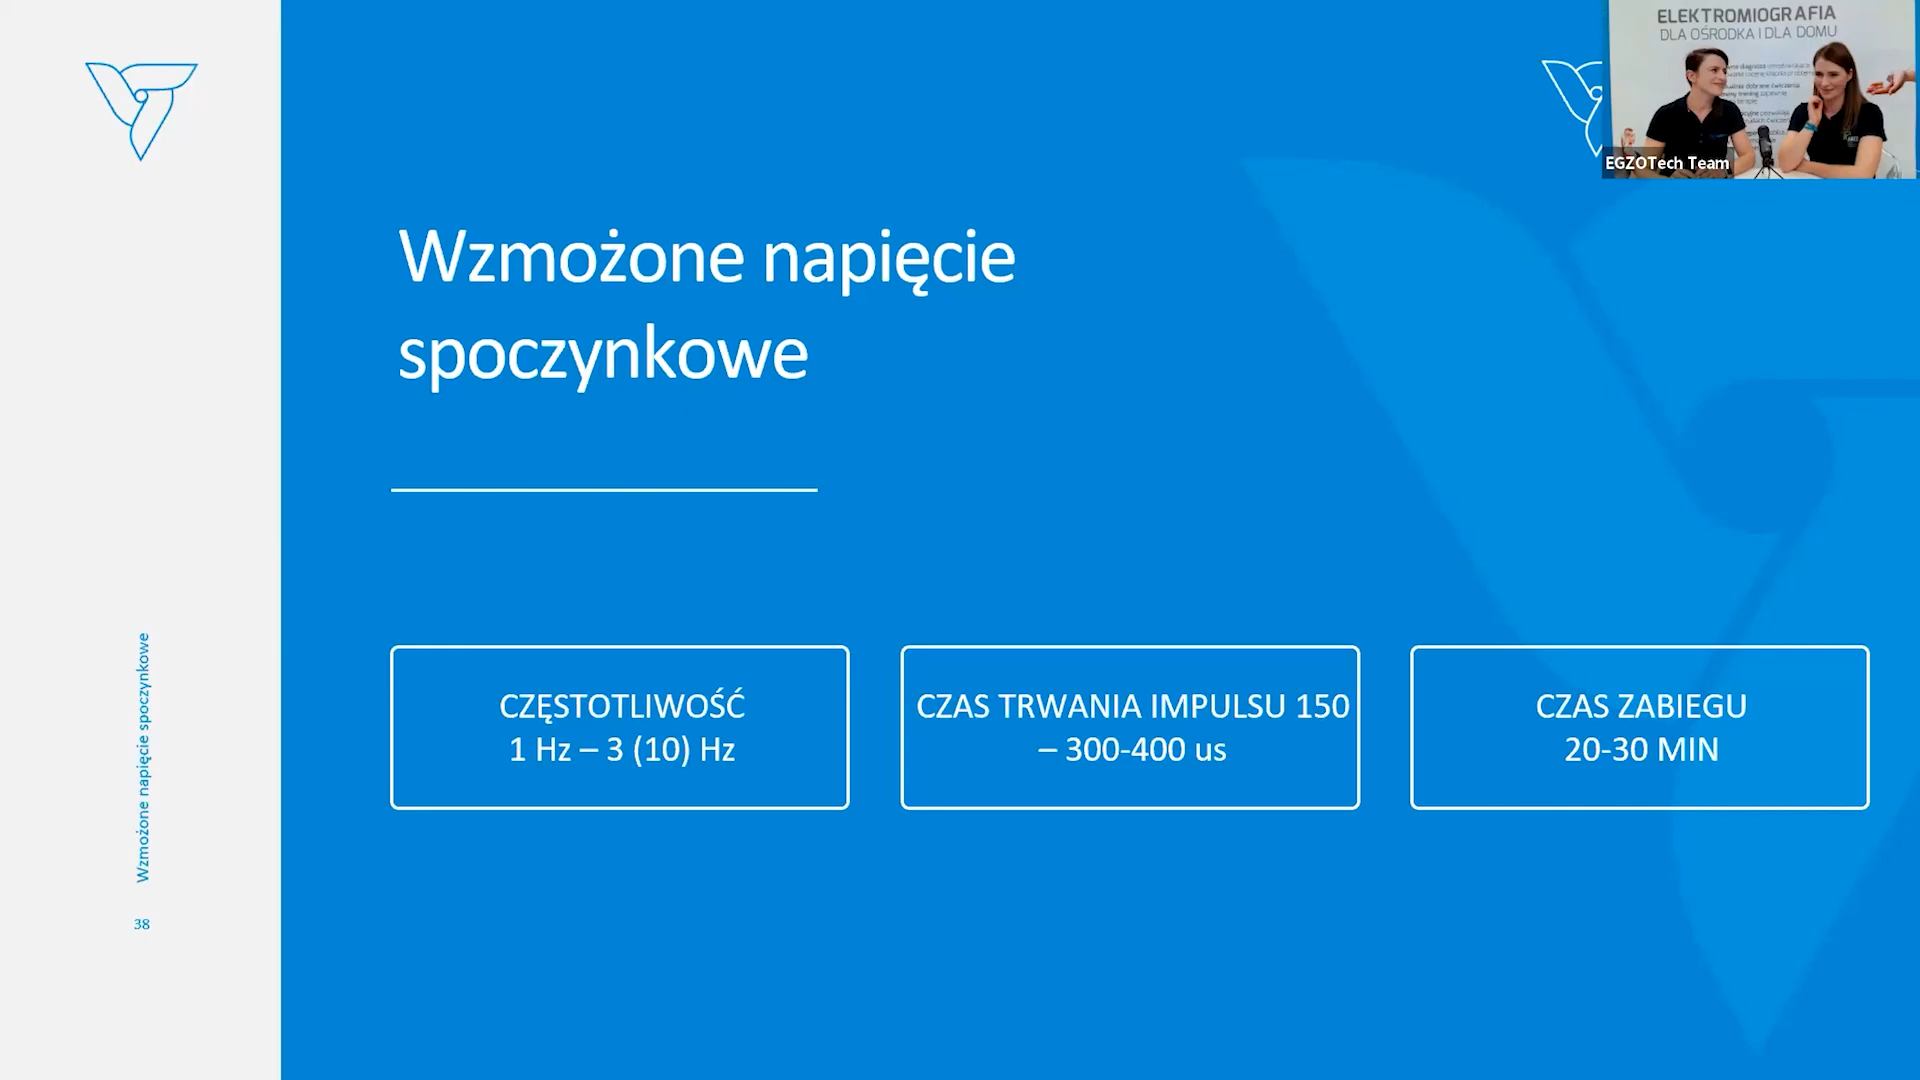 ELEKTROMIOGRAFIA
DLA OŚRODKA I DLA DOMU
EGZOTech Team
Wzmożone napięcie
spoczynkowe
CZĘSTOTLIWOŚĆ
1 Hz – 3 (10) Hz
CZAS TRWANIA IMPULSU 150
– 300-400 us
CZAS ZABIEGU
20-30 MIN
Wzmożone napięcie spoczynkowe
38